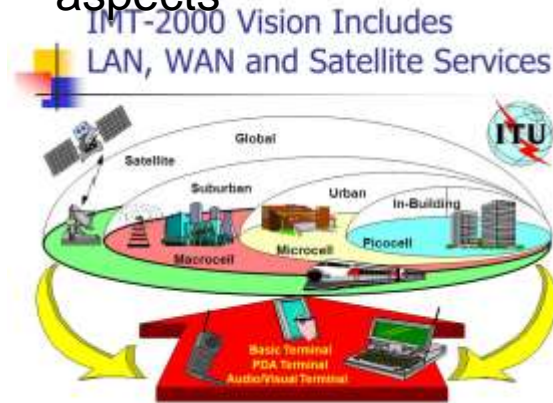 aspects
IMT-2000 Vision Includes
LAN, WAN and Satellite Services
ITU
Global
Satellite
Suburban
Urban
In-Building
Macrocell
Microcell
Picocell
Basic Terminal
PDA Terminal
Audio/Visual Terminal